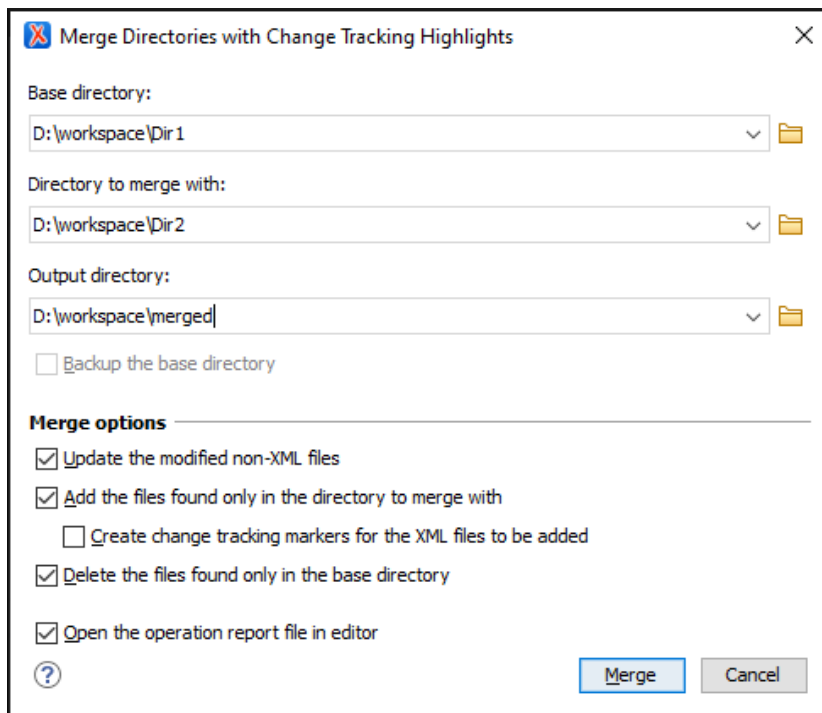 Merge Directories with Change Tracking Highlights
Base directory:
D:\workspace\Dir1
Directory to merge with:
D:\workspace\Dir2
Output directory:
D:\workspace\merged
Backup the base directory
Merge options
Update the modified non-XML files
Add the files found only in the directory to merge with
Create change tracking markers for the XML files to be added
Delete the files found only in the base directory
Open the operation report file in editor
? Merge Cancel